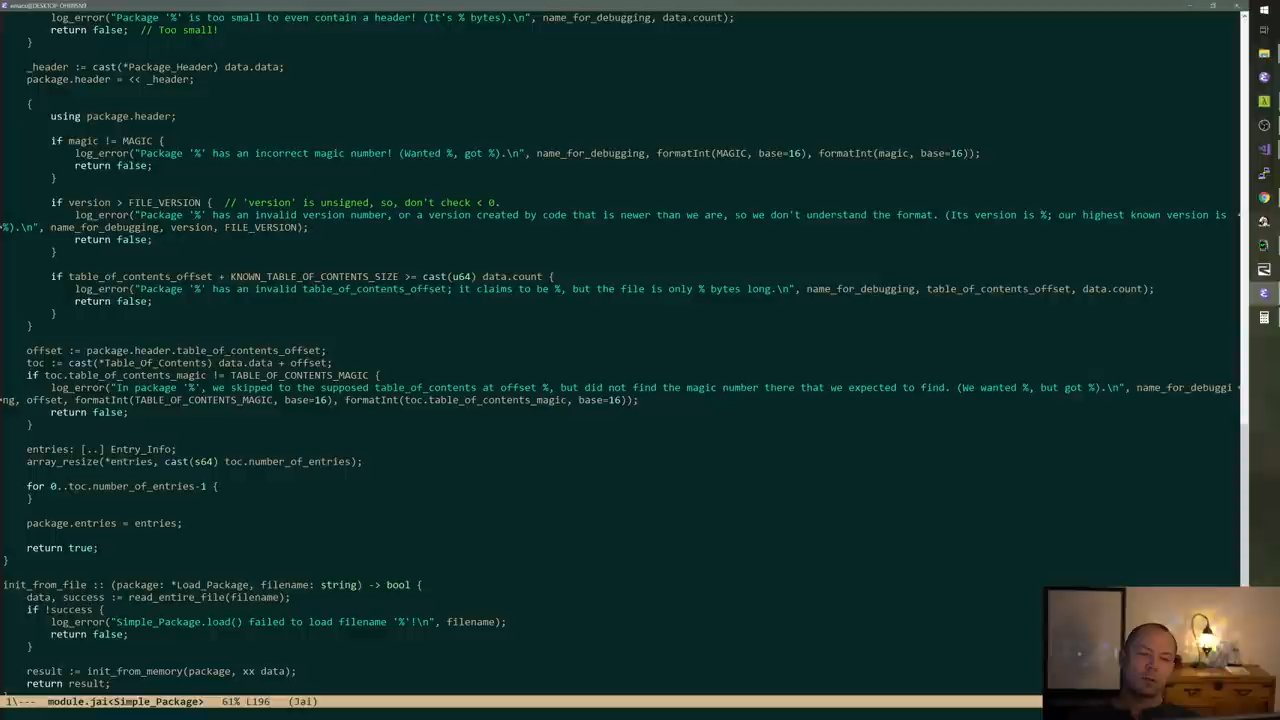 emacs@DESKTOP-OH895N9
log_error("Package '%' is too small to even contain a header! (It's % bytes).\n", name_for_debugging, data.count);
return false;  // Too small!
}
_header := cast(*Package_Header) data.data;
package.header = << _header;
{
using package.header;
if magic != MAGIC {
log_error("Package '%' has an incorrect magic number! (Wanted %, got %).\n", name_for_debugging, formatInt(MAGIC, base=16), formatInt(magic, base=16));
return false;
}
if version > FILE_VERSION {  // 'version' is unsigned, so, don't check < 0.
log_error("Package '%' has an invalid version number, or a version created by code that is newer than we are, so we don't understand the format. (Its version is %; our highest known version is
%).\n", name_for_debugging, version, FILE_VERSION);
return false;
}
if table_of_contents_offset + KNOWN_TABLE_OF_CONTENTS_SIZE >= cast(u64) data.count {
log_error("Package '%' has an invalid table_of_contents_offset; it claims to be %, but the file is only % bytes long.\n", name_for_debugging, table_of_contents_offset, data.count);
return false;
}
}
offset := package.header.table_of_contents_offset;
toc := cast(*Table_Of_Contents) data.data + offset;
if toc.table_of_contents_magic != TABLE_OF_CONTENTS_MAGIC {
log_error("In package '%', we skipped to the supposed table_of_contents at offset %, but did not find the magic number there that we expected to find. (We wanted %, but got %).\n", name_for_debuggi
ng, offset, formatInt(TABLE_OF_CONTENTS_MAGIC, base=16), formatInt(toc.table_of_contents_magic, base=16));
return false;
}
entries: [..] Entry_Info;
array_resize(*entries, cast(s64) toc.number_of_entries);
for 0..toc.number_of_entries-1 {
}
package.entries = entries;
return true;
}
init_from_file :: (package: *Load_Package, filename: string) -> bool {
data, success := read_entire_file(filename);
if !success {
log_error("Simple_Package.load() failed to load filename '%'!\n", filename);
return false;
}
result := init_from_memory(package, xx data);
return result;
1\---  module.jai<Simple_Package>   61% L196   (Jai)